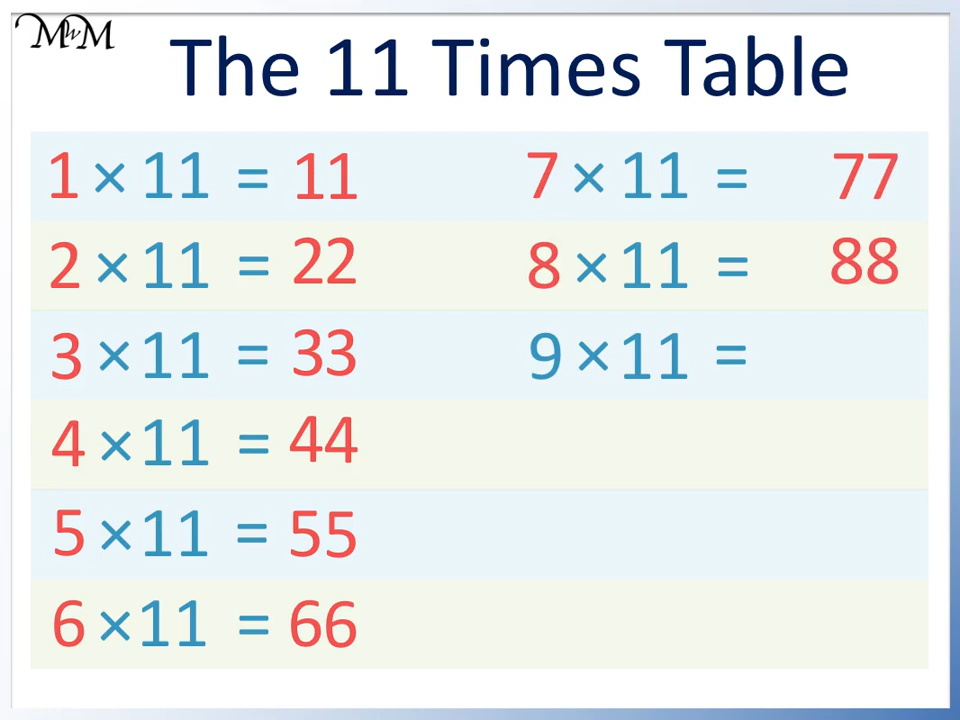 MWM
The 11 Times Table
1 × 11 = 11
2 × 11 = 22
3 × 11 = 33
4 × 11 = 44
5 × 11 = 55
6 × 11 = 66
7 × 11 = 77
8 × 11 = 88
9 × 11 =